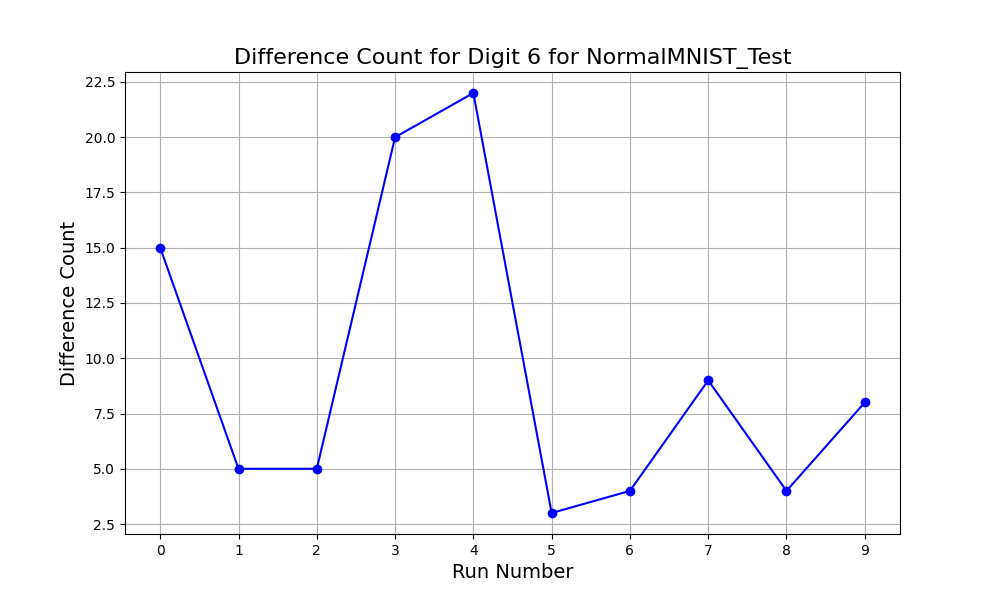 Difference Count for Digit 6 for NormalMNIST_Test
22.5
20.0
17.5
15.0
12.5
10.0
7.5
5.0
2.5
Difference Count
0 1 2 3 4 5 6 7 8 9
Run Number